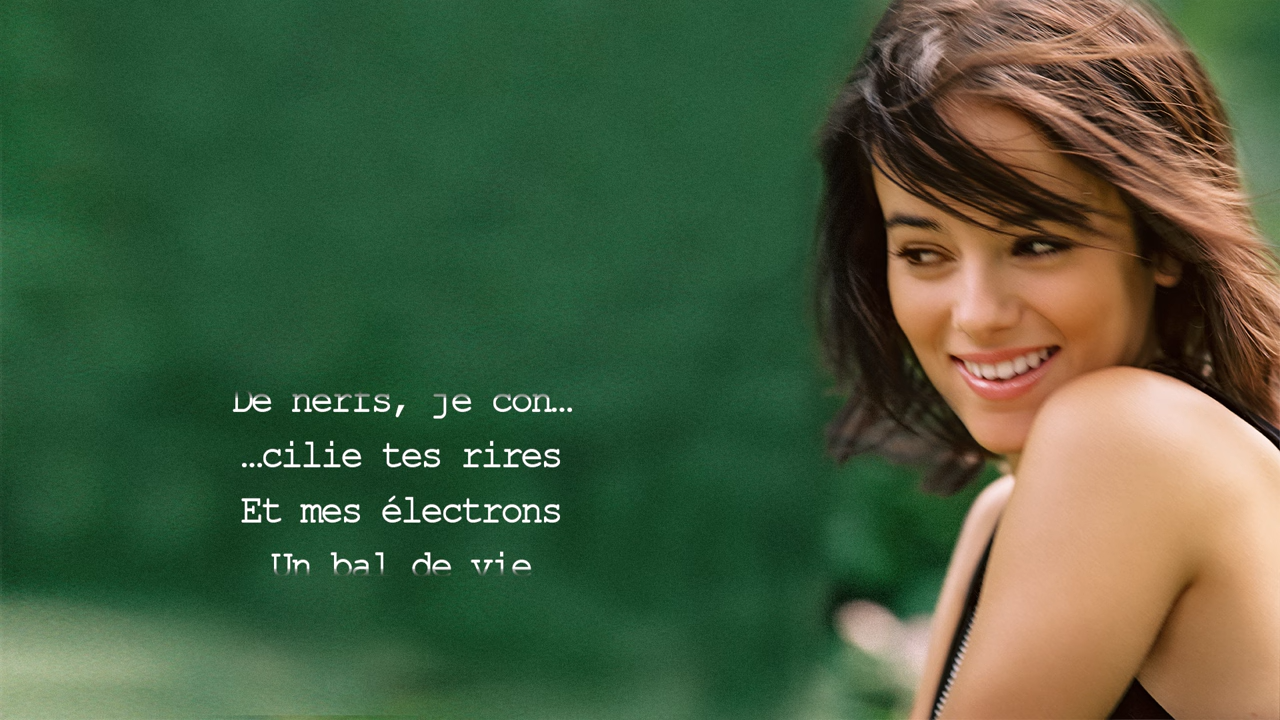 De nerfs, je con…
…cilie tes rires
Et mes électrons
Un bal de vie